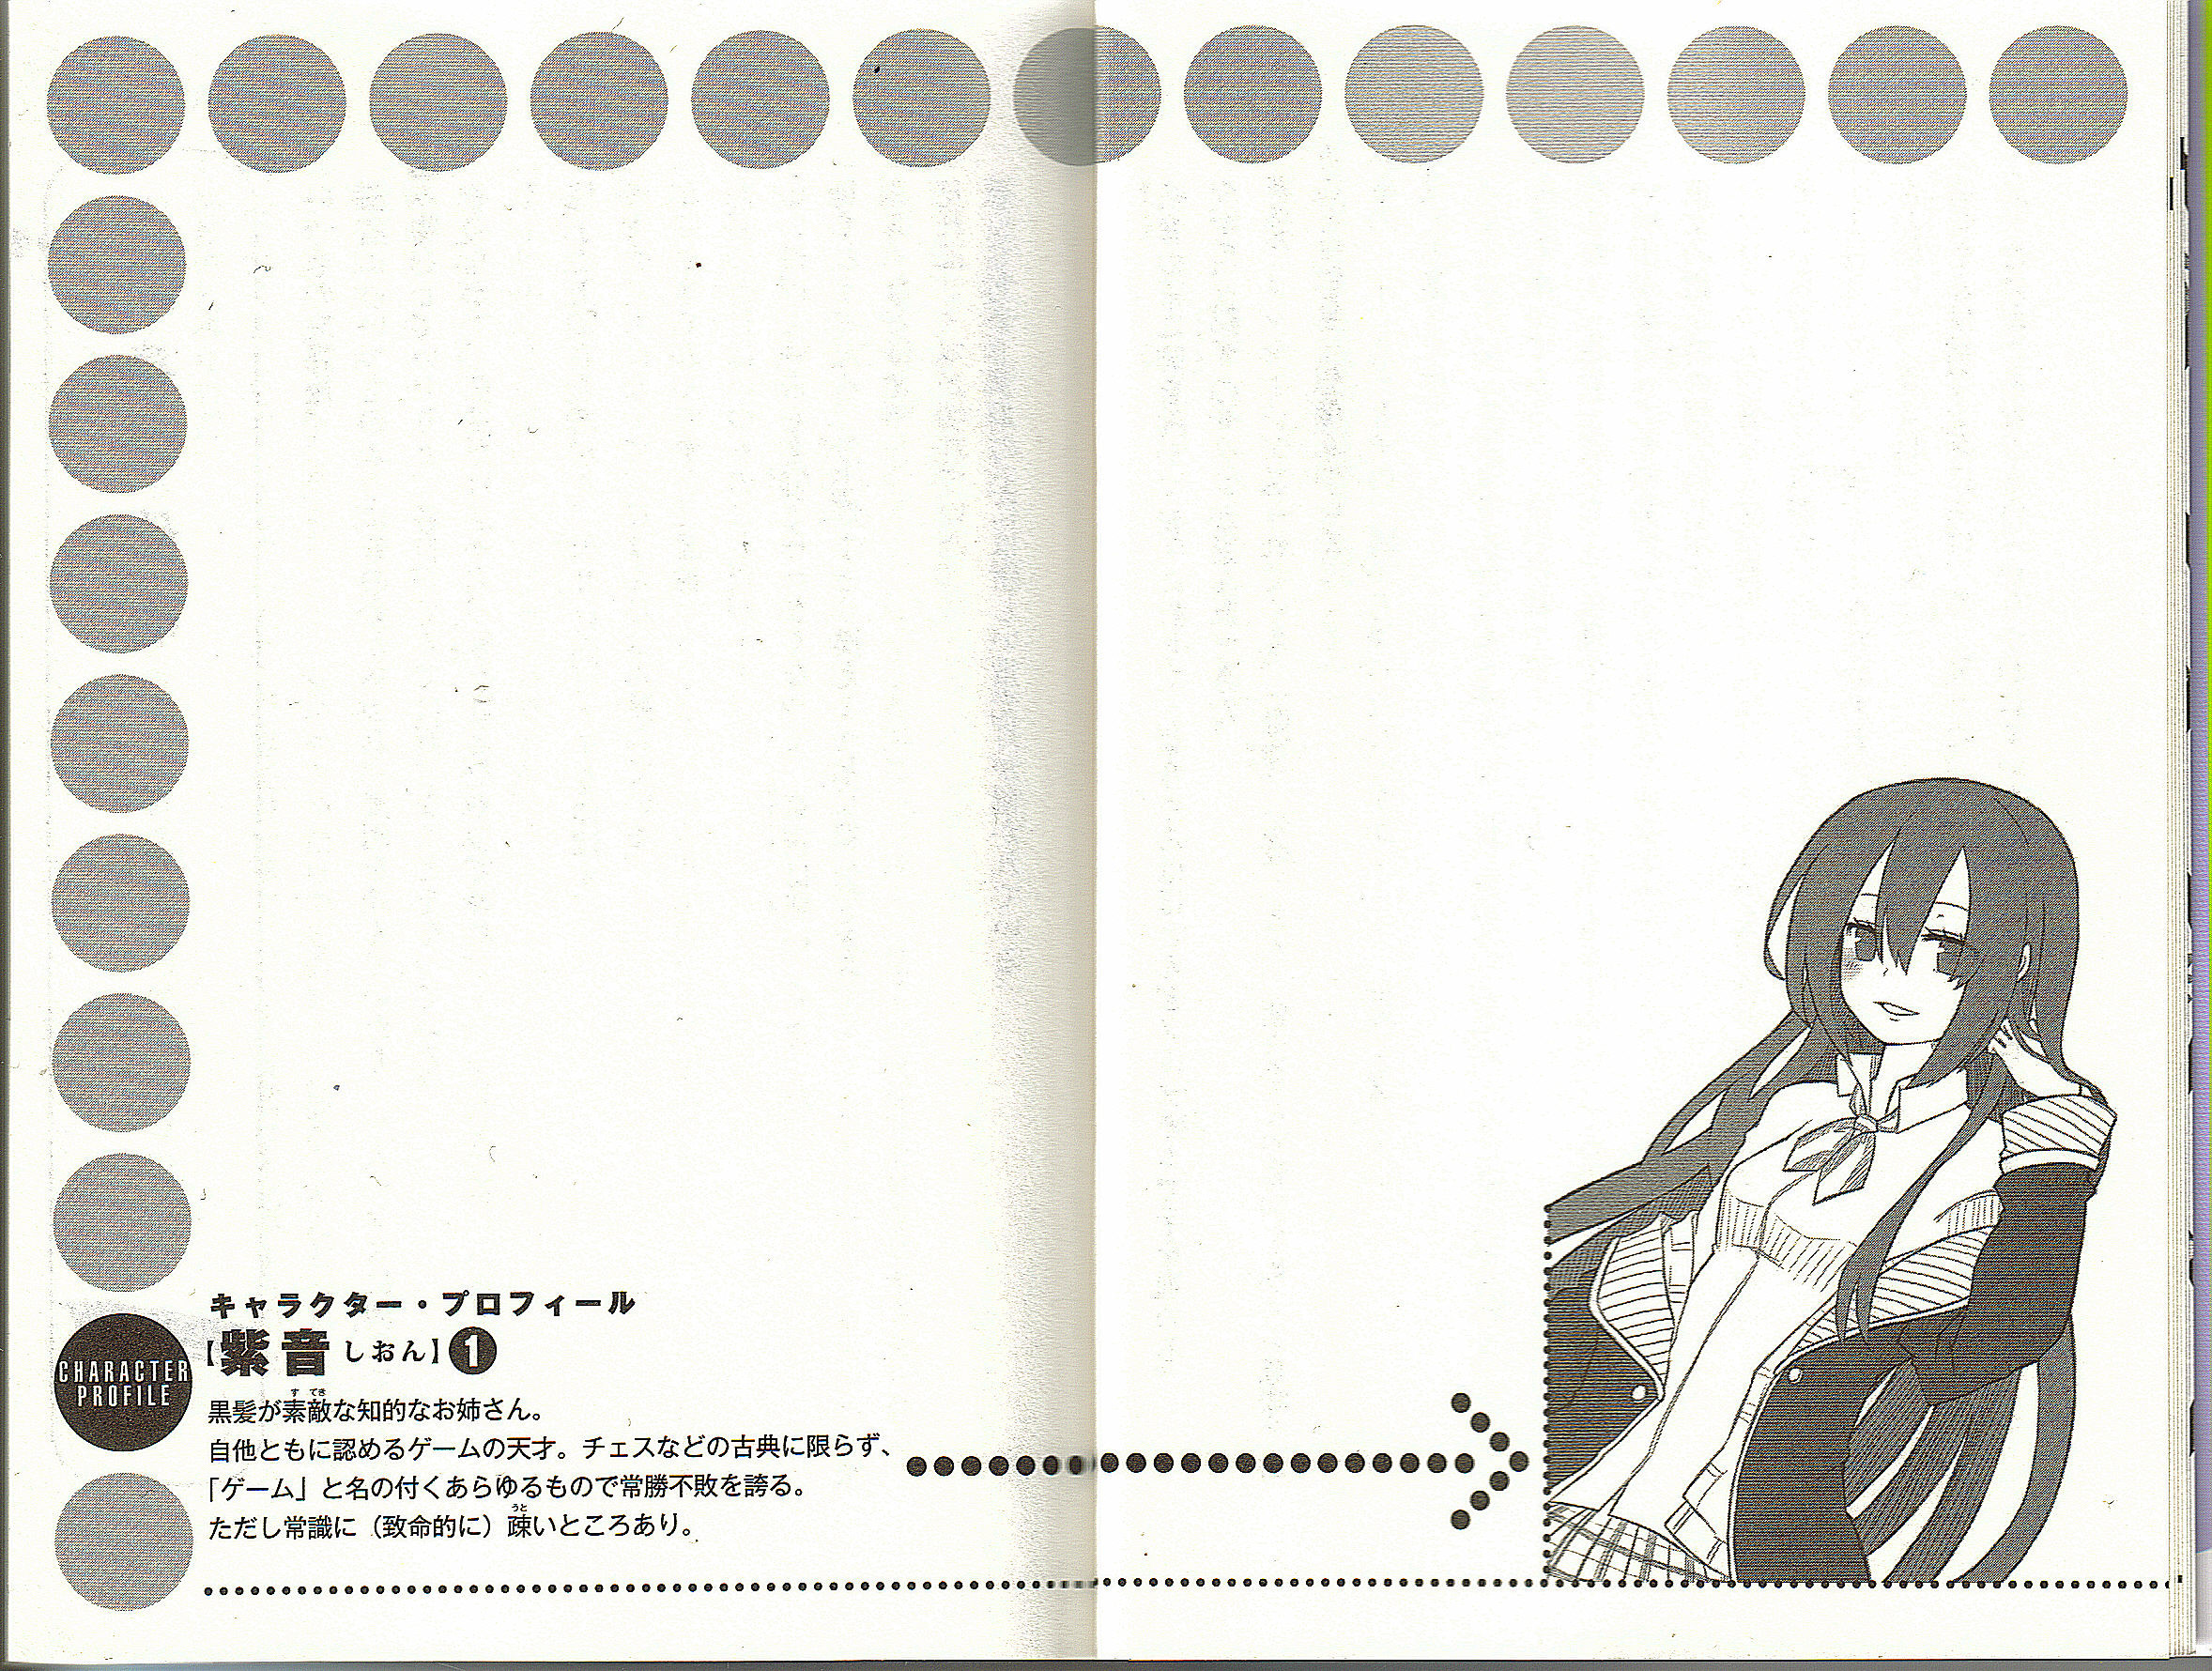 キャラクター・プロフィール
【紫音 しおん】❶
CHARACTER
PROFILE
黒髪が素敵な知的なお姉さん。
自他ともに認めるゲームの天才。チェスなどの古典に限らず、
「ゲーム」と名の付くあらゆるもので常勝不敗を誇る。
ただし常識に（致命的に）疎いところあり。